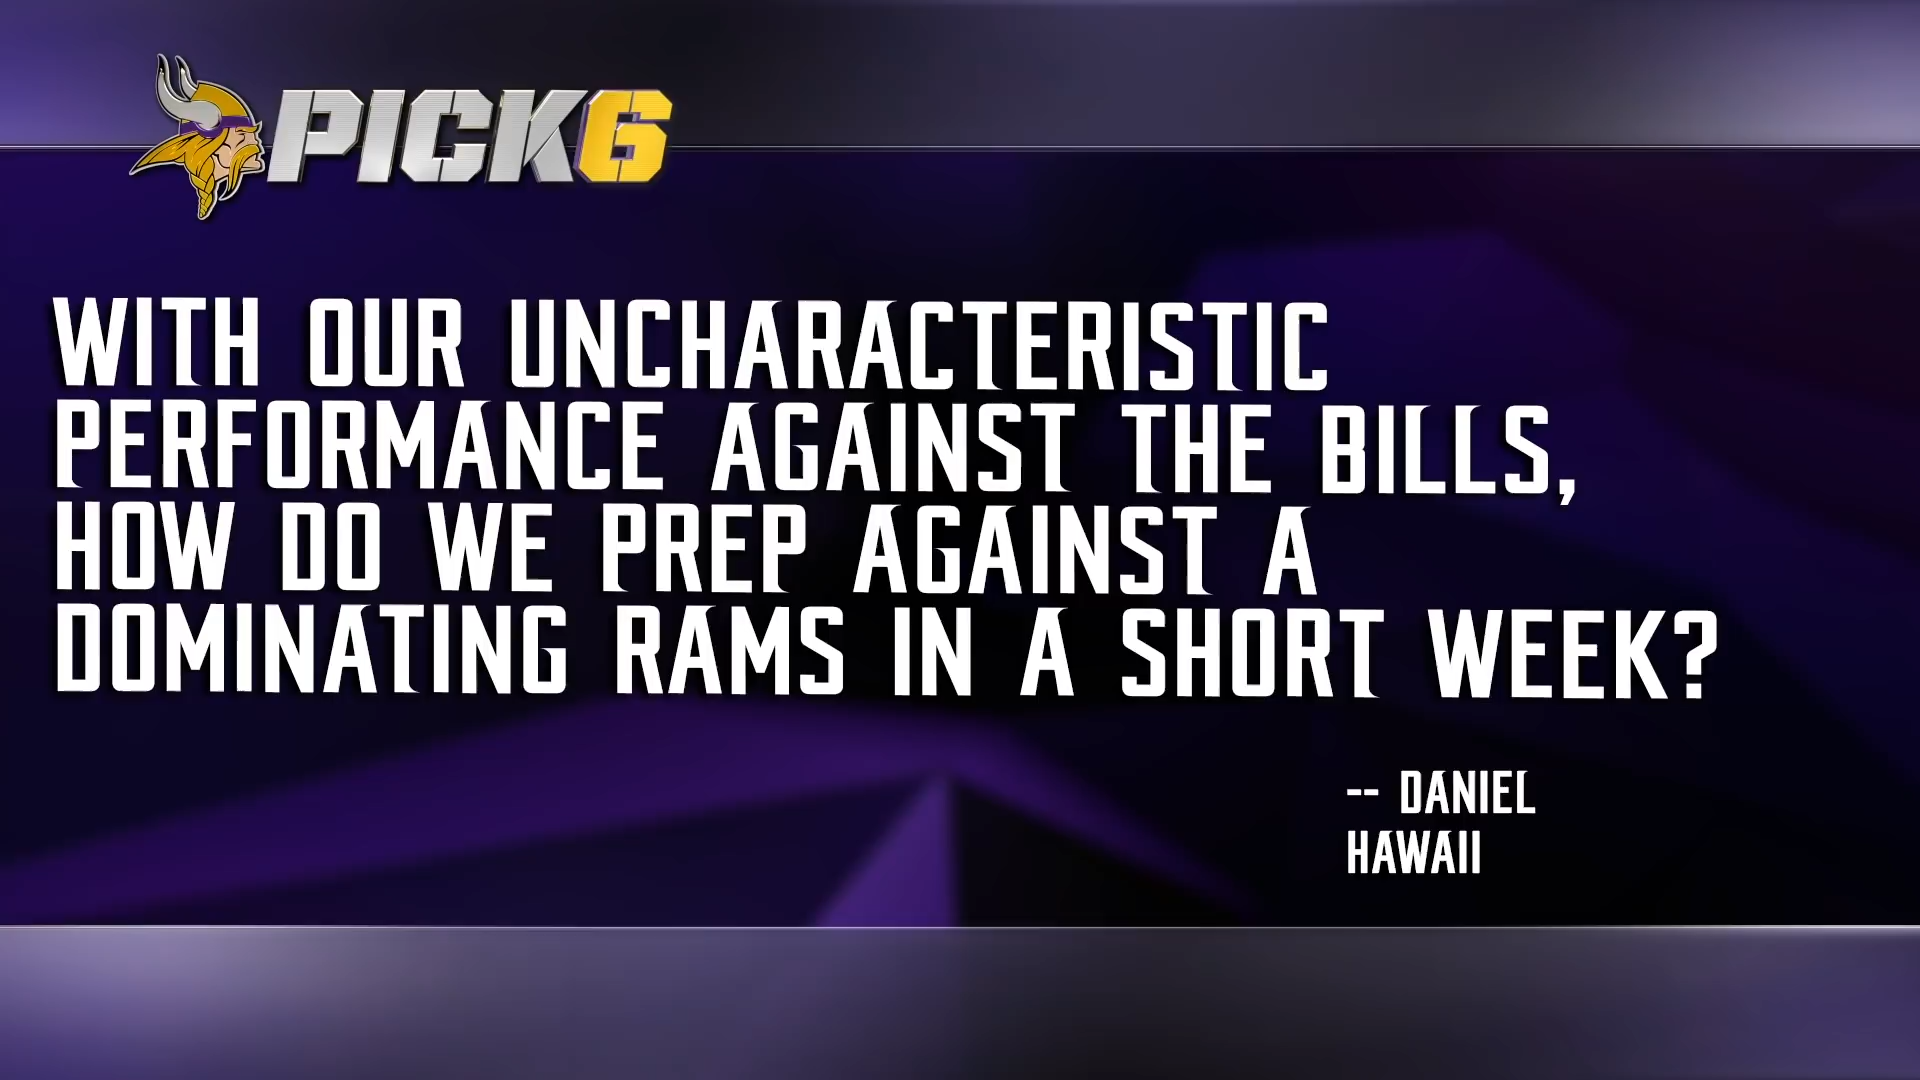 PICK6
WITH OUR UNCHARACTERISTIC
PERFORMANCE AGAINST THE BILLS,
HOW DO WE PREP AGAINST A
DOMINATING RAMS IN A SHORT WEEK?
-- DANIEL
HAWAII